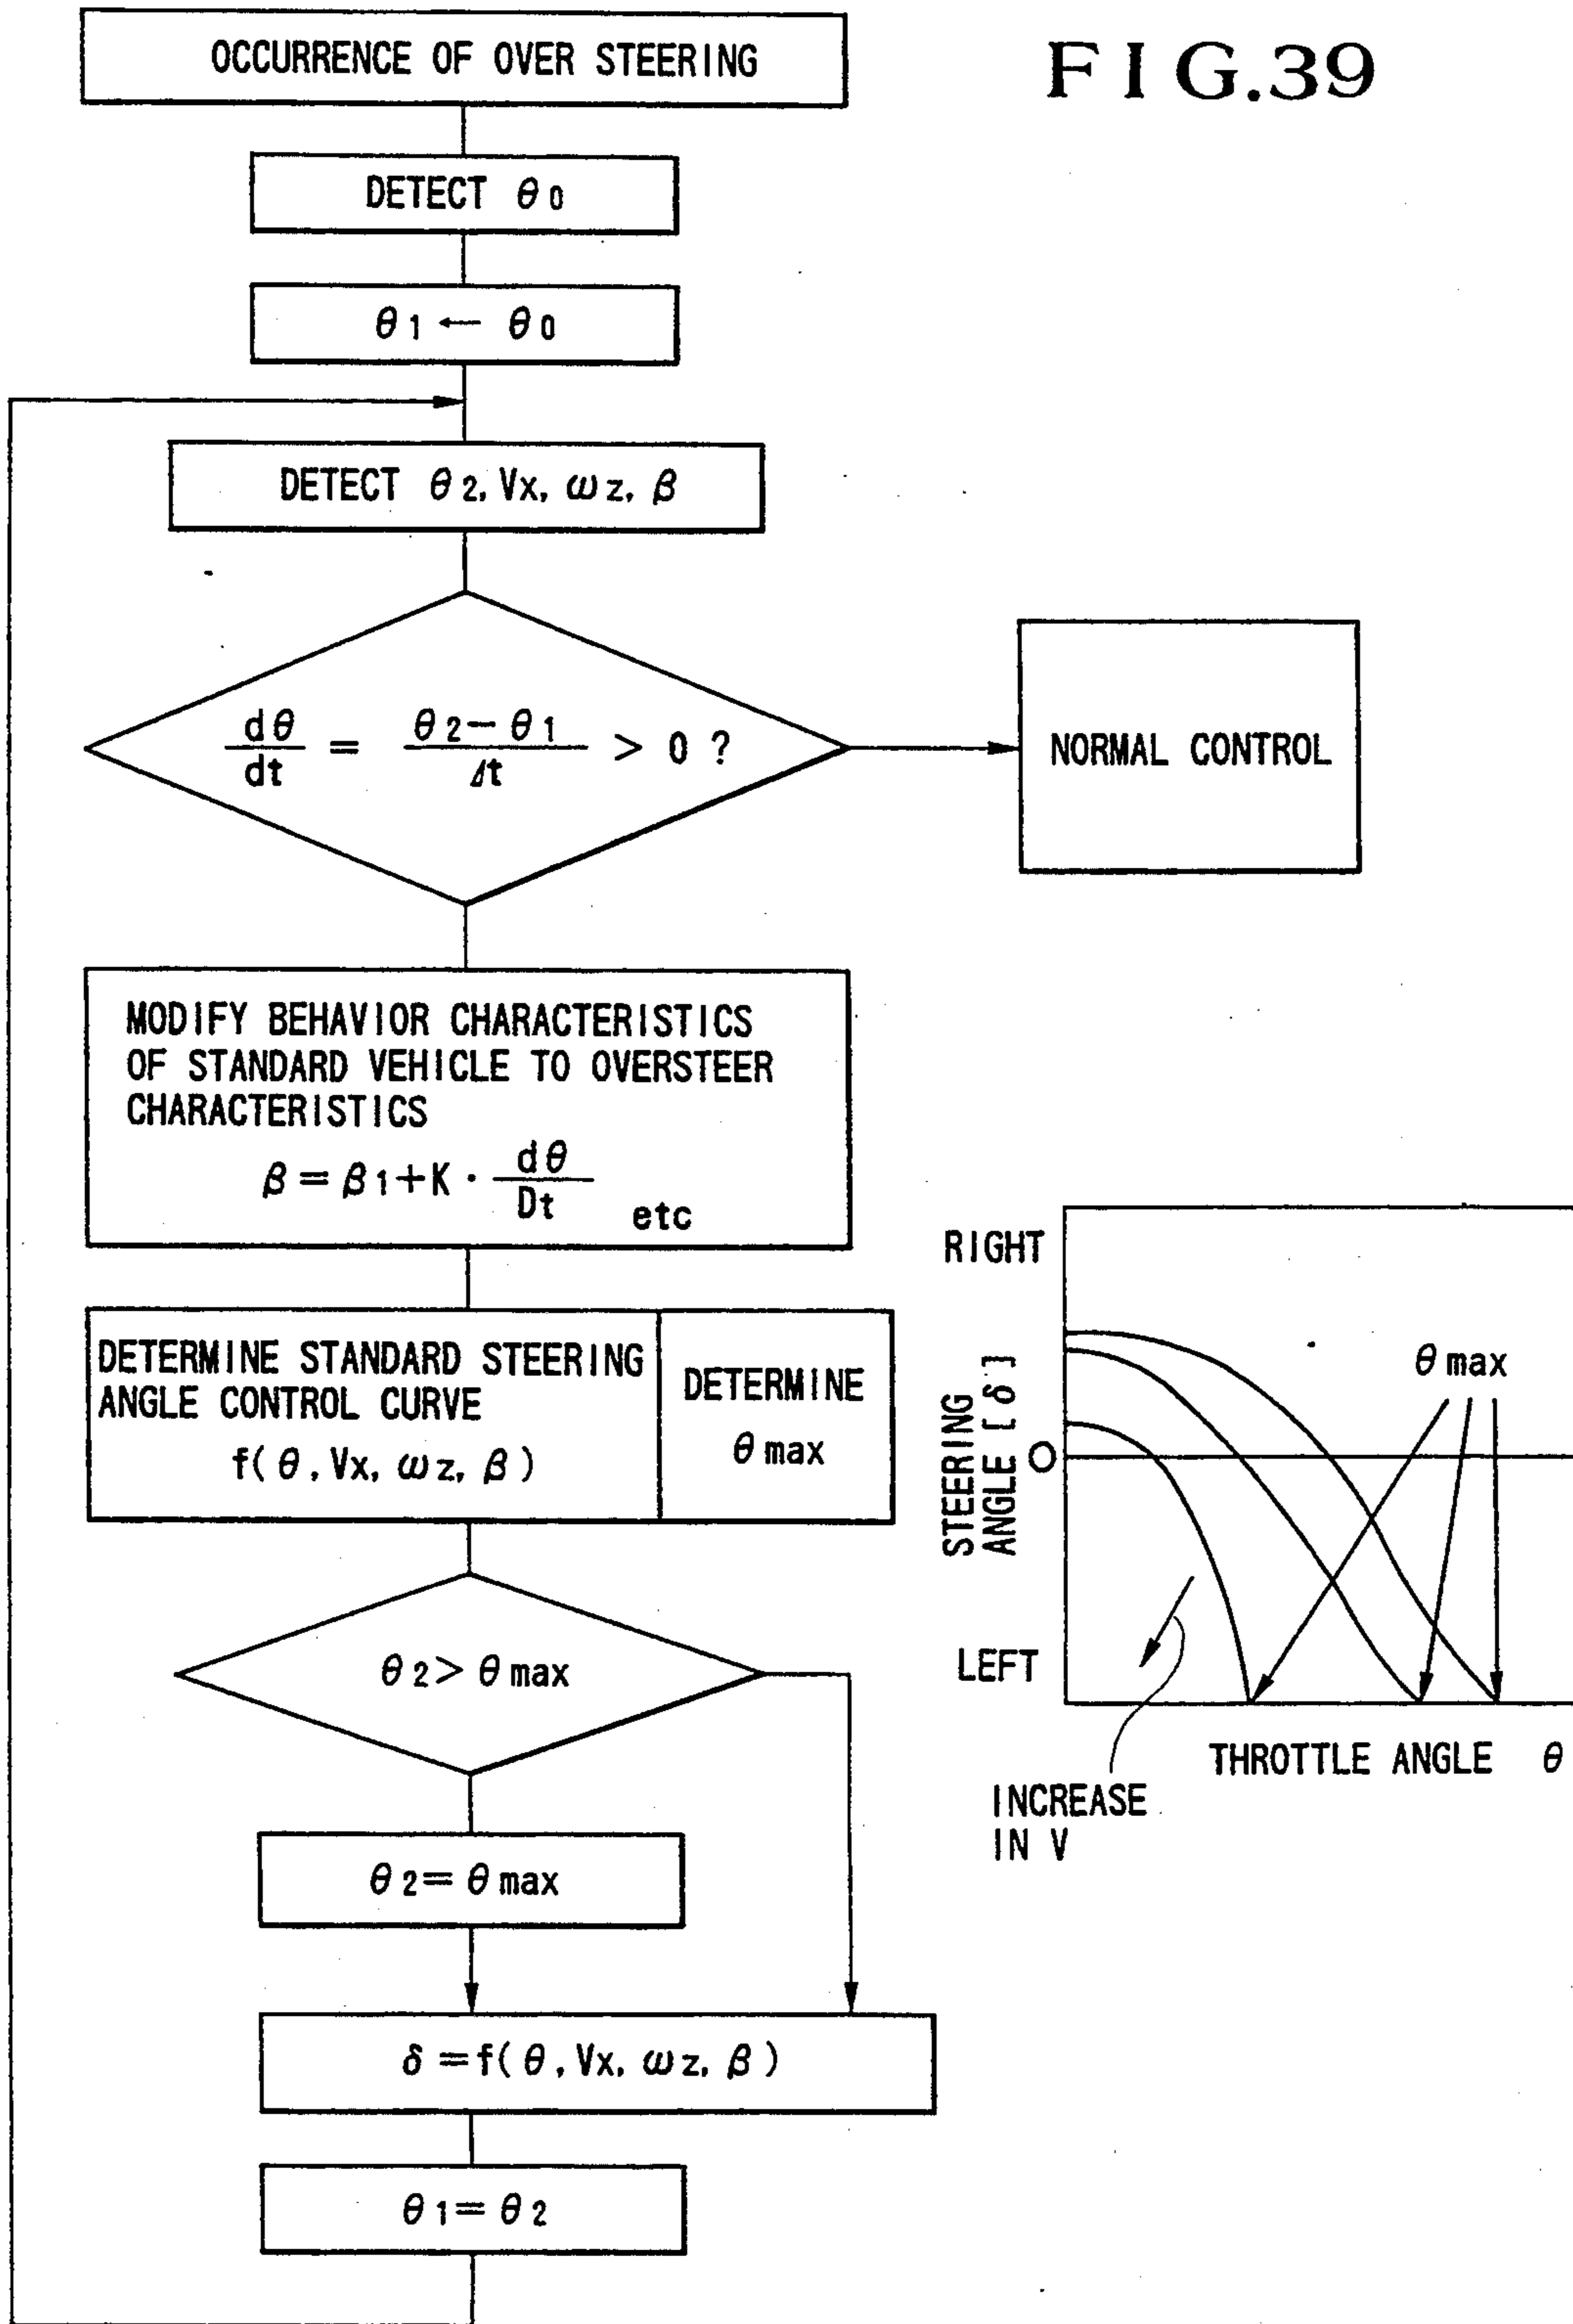 FIG.39
OCCURRENCE OF OVER STEERING
DETECT θ0
θ1 ← θ0
DETECT θ2, Vx, ωz, β
dθ/dt = θ2−θ1/Δt > 0 ?
NORMAL CONTROL
MODIFY BEHAVIOR CHARACTERISTICS
OF STANDARD VEHICLE TO OVERSTEER
CHARACTERISTICS
β = β1+K · dθ/Dt etc
DETERMINE STANDARD STEERING
ANGLE CONTROL CURVE
f(θ, Vx, ωz, β)
DETERMINE
θmax
θ2> θmax
θ2= θmax
δ =f(θ, Vx, ωz, β)
θ1= θ2
RIGHT
STEERING
ANGLE [δ]
O
LEFT
θmax
THROTTLE ANGLE θ
INCREASE
IN V